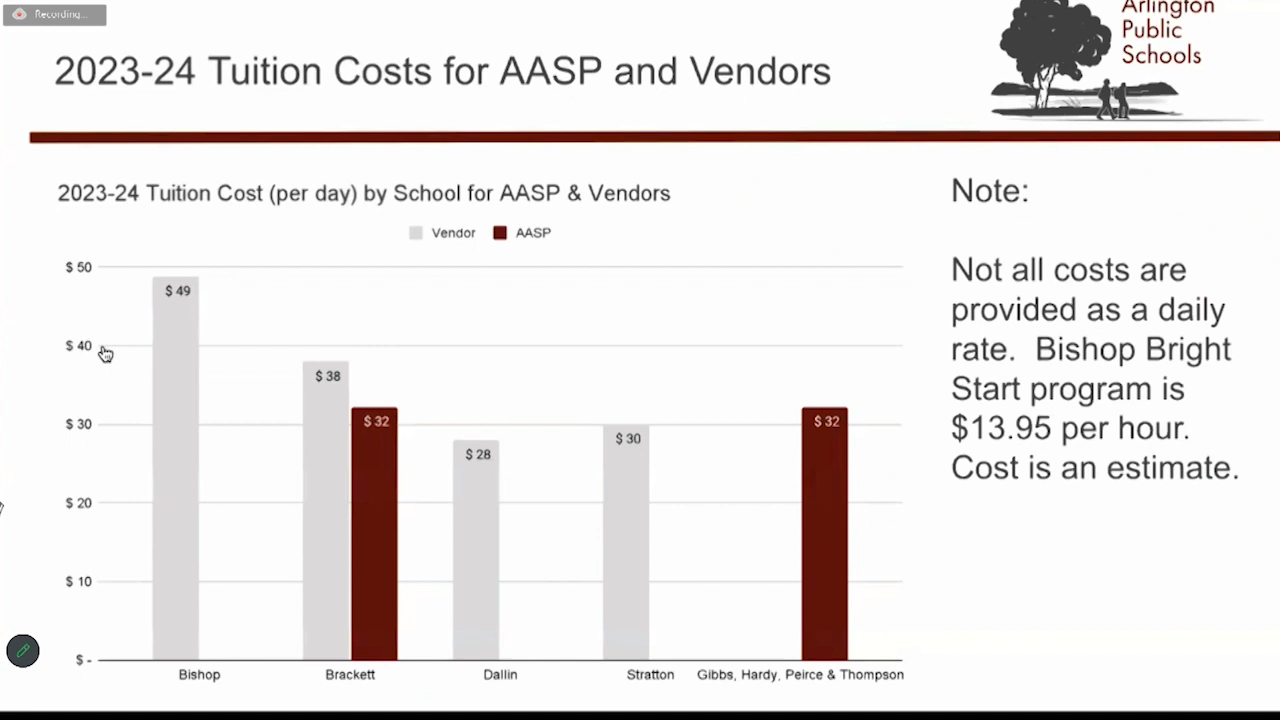 Recording...
Arlington
Public
Schools
2023-24 Tuition Costs for AASP and Vendors
2023-24 Tuition Cost (per day) by School for AASP & Vendors
Vendor AASP
$ 50
$ 40
$ 30
$ 20
$ 10
$ -
$ 49
$ 38
$ 32
$ 28
$ 30
$ 32
Bishop Brackett Dallin Stratton Gibbs, Hardy, Peirce & Thompson
Note:
Not all costs are
provided as a daily
rate. Bishop Bright
Start program is
$13.95 per hour.
Cost is an estimate.